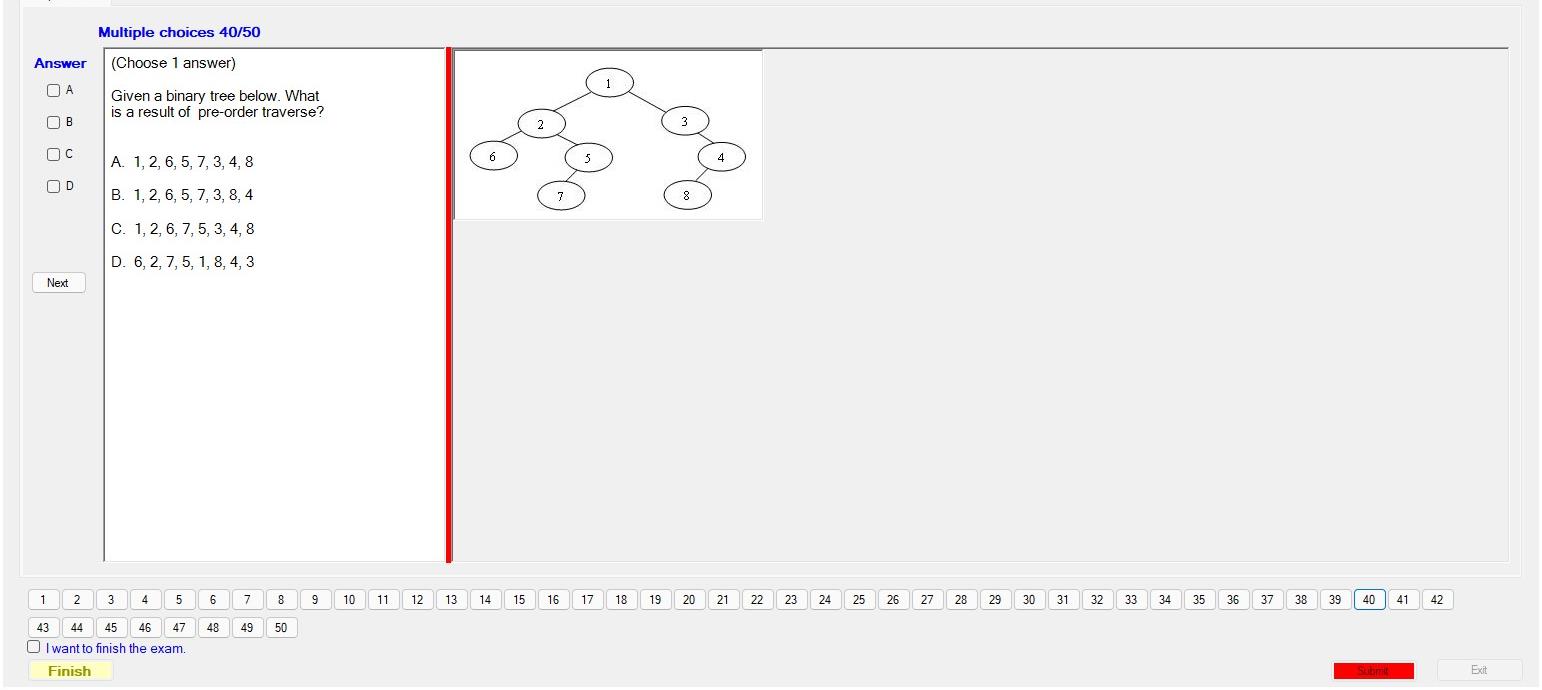 Multiple choices 40/50
Answer
A
B
C
D
Next
(Choose 1 answer)
Given a binary tree below. What
is a result of pre-order traverse?
A. 1, 2, 6, 5, 7, 3, 4, 8
B. 1, 2, 6, 5, 7, 3, 8, 4
C. 1, 2, 6, 7, 5, 3, 4, 8
D. 6, 2, 7, 5, 1, 8, 4, 3
1
2
3
6
5
4
7
8
1 2 3 4 5 6 7 8 9 10 11 12 13 14 15 16 17 18 19 20 21 22 23 24 25 26 27 28 29 30 31 32 33 34 35 36 37 38 39 40 41 42
43 44 45 46 47 48 49 50
I want to finish the exam.
Finish
Submit
Exit